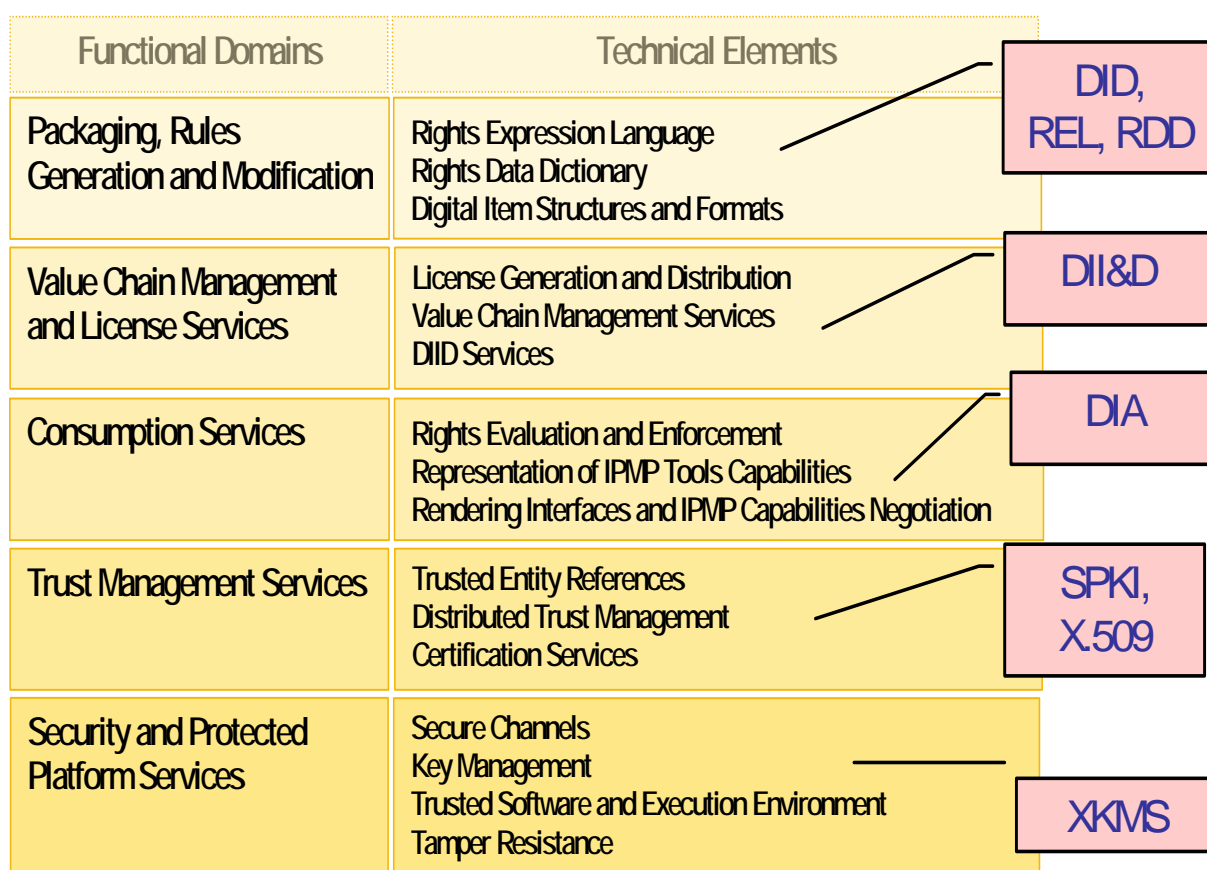 Functional Domains
Technical Elements
DID,
REL, RDD
Packaging, Rules
Generation and Modification
Rights Expression Language
Rights Data Dictionary
Digital Item Structures and Formats
Value Chain Management
and License Services
License Generation and Distribution
Value Chain Management Services
DIID Services
DII&D
Consumption Services
Rights Evaluation and Enforcement
Representation of IPMP Tools Capabilities
Rendering Interfaces and IPMP Capabilities Negotiation
DIA
Trust Management Services
Trusted Entity References
Distributed Trust Management
Certification Services
SPKI,
X.509
Security and Protected
Platform Services
Secure Channels
Key Management
Trusted Software and Execution Environment
Tamper Resistance
XKMS